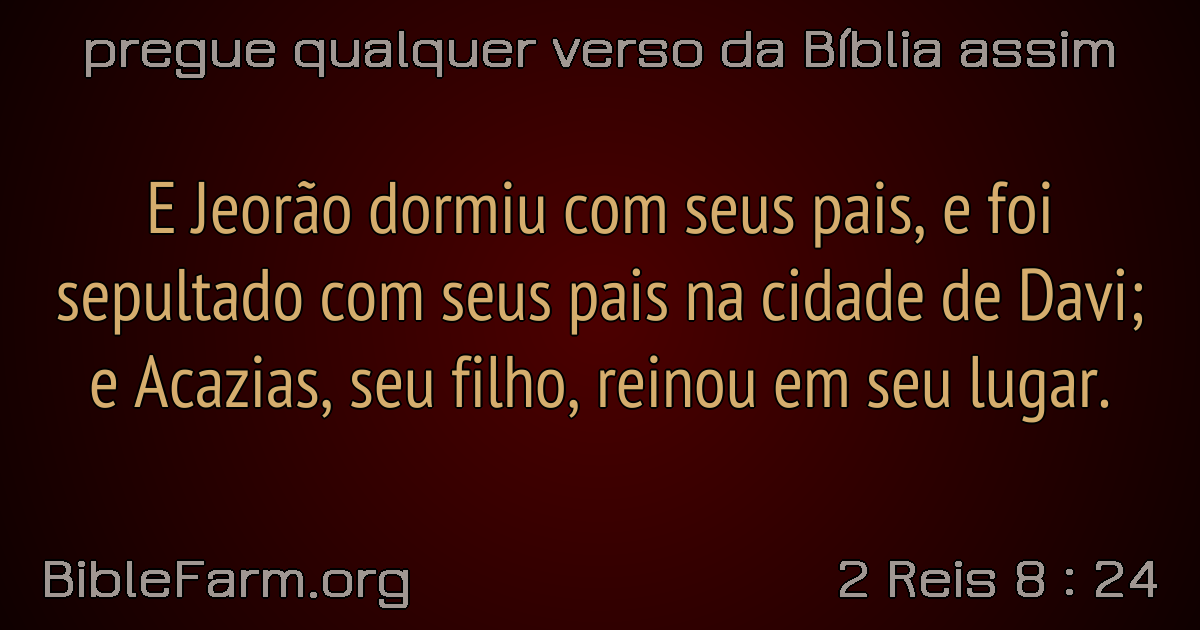 pregue qualquer verso da Bíblia assim
E Jeorão dormiu com seus pais, e foi
sepultado com seus pais na cidade de Davi;
e Acazias, seu filho, reinou em seu lugar.
BibleFarm.org
2 Reis 8 : 24